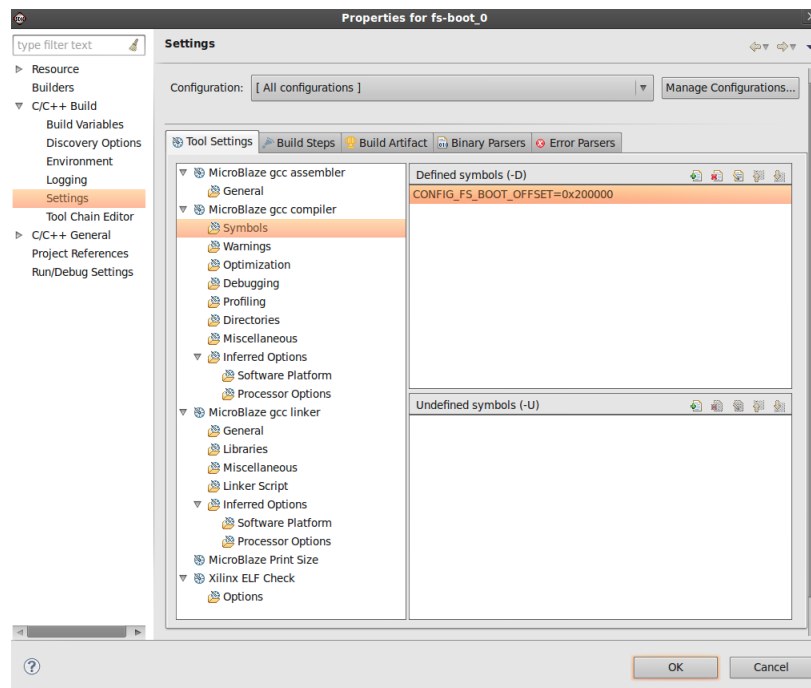 Properties for fs-boot_0
type filter text
Resource
Builders
C/C++ Build
Build Variables
Discovery Options
Environment
Logging
Settings
Tool Chain Editor
C/C++ General
Project References
Run/Debug Settings
Settings
Configuration: [ All configurations ] Manage Configurations...
Tool Settings Build Steps Build Artifact Binary Parsers Error Parsers
MicroBlaze gcc assembler
General
MicroBlaze gcc compiler
Symbols
Warnings
Optimization
Debugging
Profiling
Directories
Miscellaneous
Inferred Options
Software Platform
Processor Options
MicroBlaze gcc linker
General
Libraries
Miscellaneous
Linker Script
Inferred Options
Software Platform
Processor Options
MicroBlaze Print Size
Xilinx ELF Check
Options
Defined symbols (-D)
CONFIG_FS_BOOT_OFFSET=0x200000
Undefined symbols (-U)
?
OK Cancel